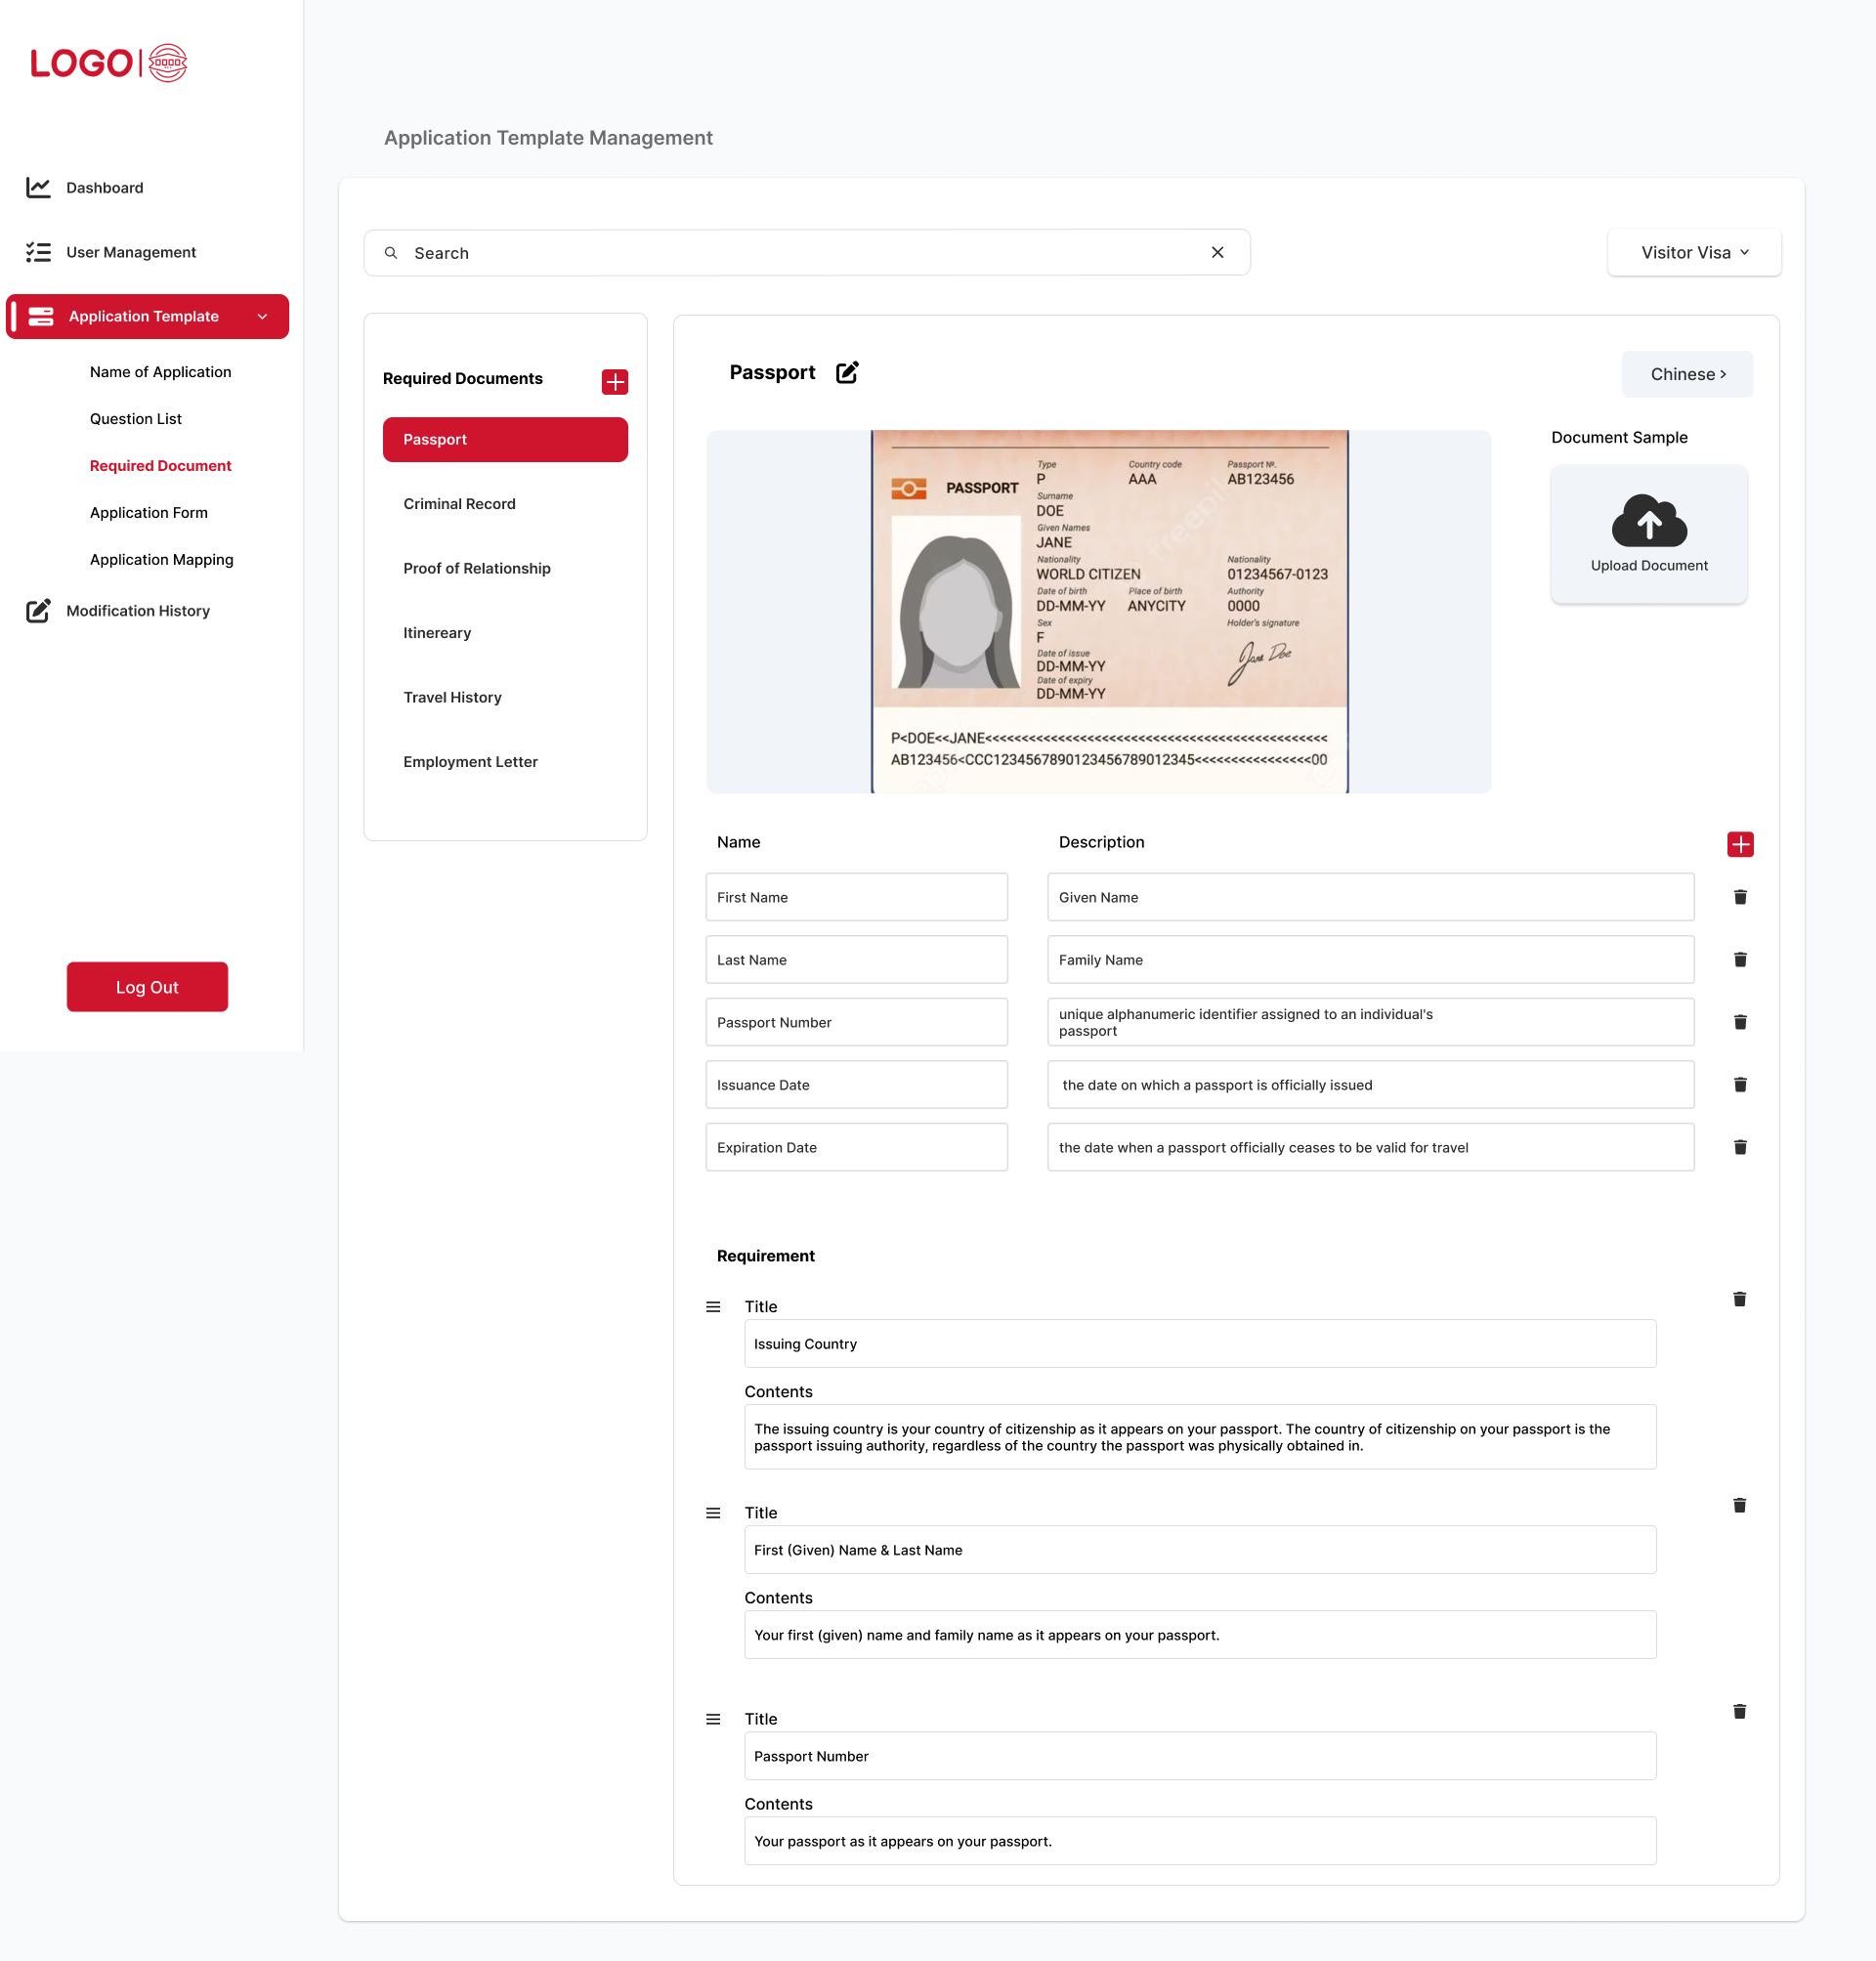 LOGO
Dashboard
User Management
Application Template
Name of Application
Question List
Required Document
Application Form
Application Mapping
Modification History
Log Out
Application Template Management
Search
Visitor Visa
Required Documents
Passport
Criminal Record
Proof of Relationship
Itinereary
Travel History
Employment Letter
Passport
Chinese
PASSPORT
Type
P
Country code
AAA
Passport №.
AB123456
Surname
DOE
Given Names
JANE
Nationality
WORLD CITIZEN
Nationality
01234567-0123
Date of birth
DD-MM-YY
Place of birth
ANYCITY
Authority
0000
Sex
F
Holder's signature
Jane Doe
Date of issue
DD-MM-YY
Date of expiry
DD-MM-YY
P<DOE<<JANE<<<<<<<<<<<<<<<<<<<<<<<<<<<<<<<<<<<<<<<<<<<<<<<
AB123456<CCC1234567890123456789012345<<<<<<<<<<<<<<<<00
freepik
Document Sample
Upload Document
Name
Description
First Name
Given Name
Last Name
Family Name
Passport Number
unique alphanumeric identifier assigned to an individual's
passport
Issuance Date
the date on which a passport is officially issued
Expiration Date
the date when a passport officially ceases to be valid for travel
Requirement
Title
Issuing Country
Contents
The issuing country is your country of citizenship as it appears on your passport. The country of citizenship on your passport is the
passport issuing authority, regardless of the country the passport was physically obtained in.
Title
First (Given) Name & Last Name
Contents
Your first (given) name and family name as it appears on your passport.
Title
Passport Number
Contents
Your passport as it appears on your passport.